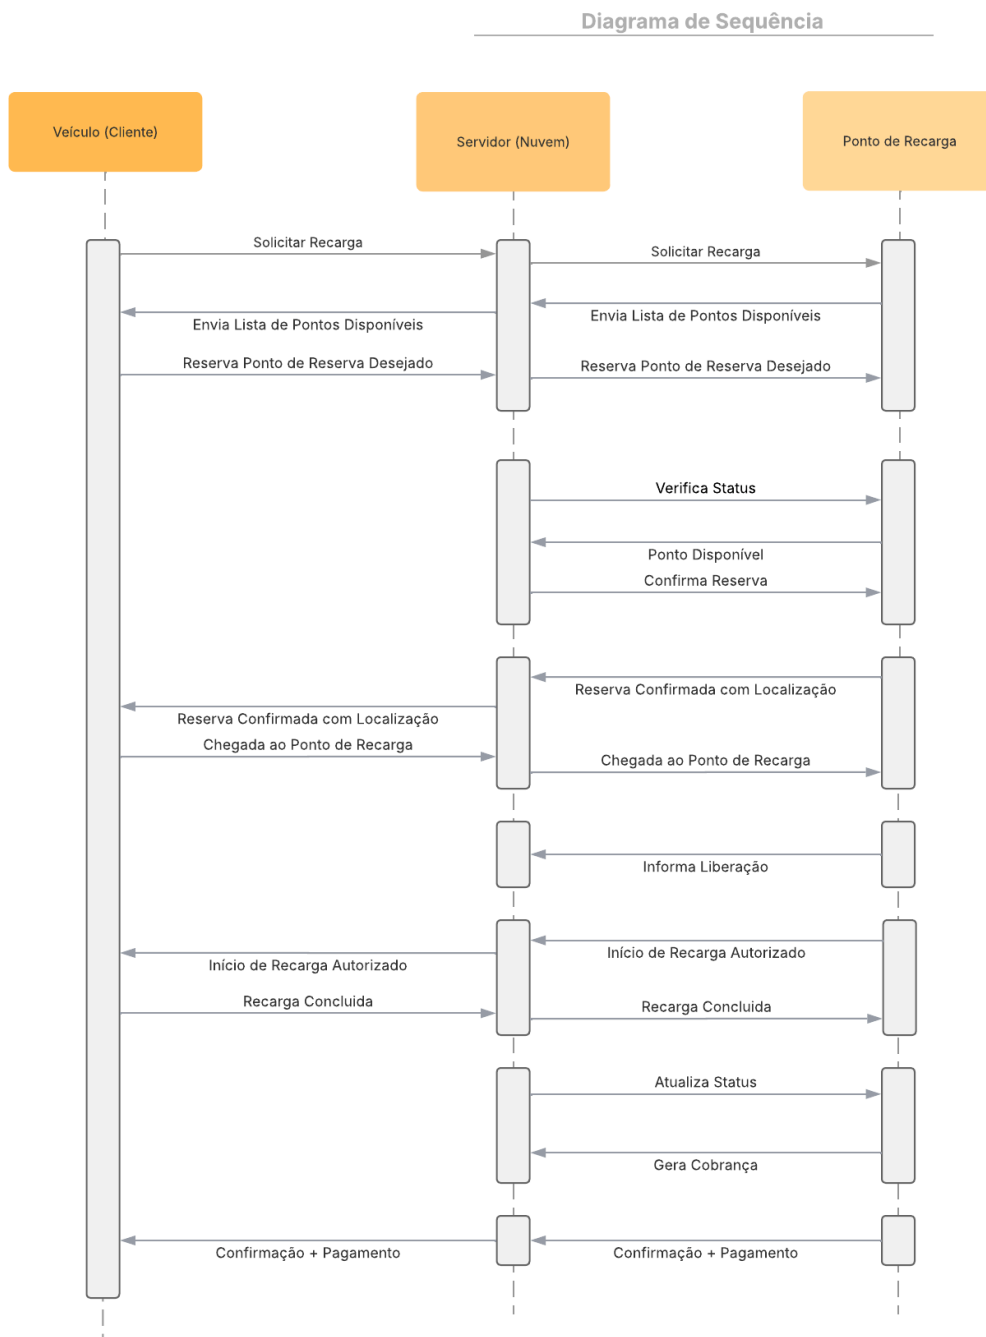 Diagrama de Sequência
Veículo (Cliente)
Servidor (Nuvem)
Ponto de Recarga
Solicitar Recarga
Solicitar Recarga
Envia Lista de Pontos Disponíveis
Envia Lista de Pontos Disponíveis
Reserva Ponto de Reserva Desejado
Reserva Ponto de Reserva Desejado
Verifica Status
Ponto Disponível
Confirma Reserva
Reserva Confirmada com Localização
Reserva Confirmada com Localização
Chegada ao Ponto de Recarga
Chegada ao Ponto de Recarga
Informa Liberação
Início de Recarga Autorizado
Início de Recarga Autorizado
Recarga Concluida
Recarga Concluida
Atualiza Status
Gera Cobrança
Confirmação + Pagamento
Confirmação + Pagamento